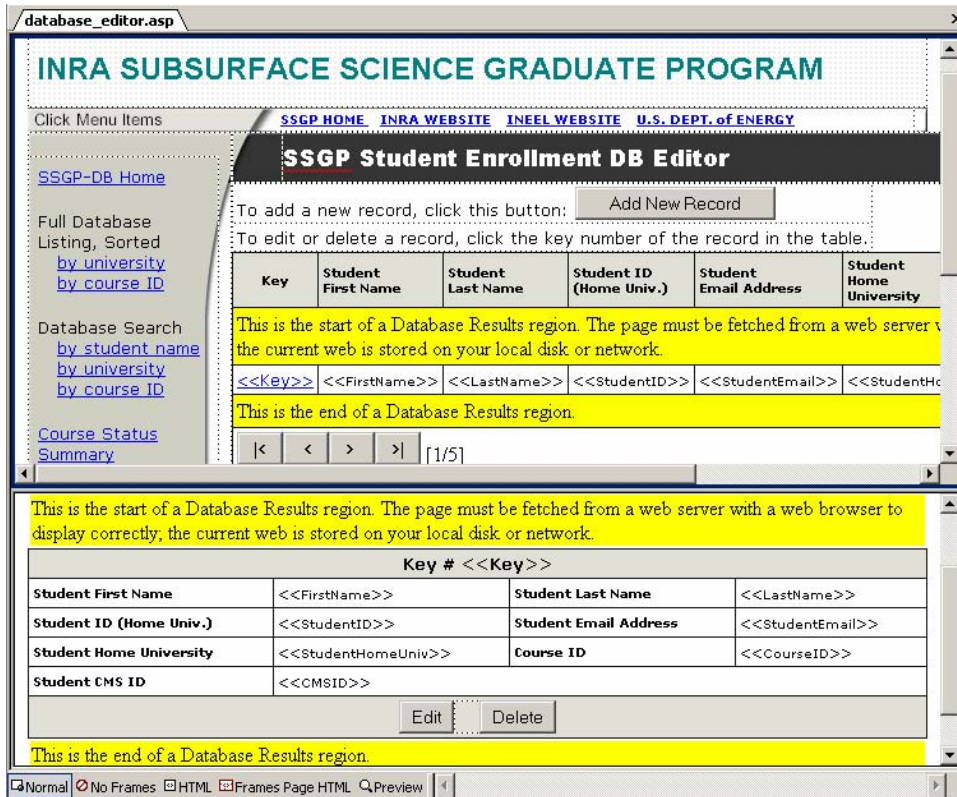 database_editor.asp
INRA SUBSURFACE SCIENCE GRADUATE PROGRAM
Click Menu Items
SSGP HOME INRA WEBSITE INEEL WEBSITE U.S. DEPT. of ENERGY
SSGP Student Enrollment DB Editor
SSGP-DB Home
Full Database
Listing, Sorted
by university
by course ID
Database Search
by student name
by university
by course ID
Course Status
Summary
To add a new record, click this button: Add New Record
To edit or delete a record, click the key number of the record in the table.
Key Student First Name Student Last Name Student ID (Home Univ.) Student Email Address Student Home University
This is the start of a Database Results region. The page must be fetched from a web server
the current web is stored on your local disk or network.
<<Key>> <<FirstName>> <<LastName>> <<StudentID>> <<StudentEmail>> <<StudentHo
This is the end of a Database Results region.
|< < > >| [1/5]
This is the start of a Database Results region. The page must be fetched from a web server with a web browser to
display correctly; the current web is stored on your local disk or network.
Key # <<Key>>
Student First Name <<FirstName>> Student Last Name <<LastName>>
Student ID (Home Univ.) <<StudentID>> Student Email Address <<StudentEmail>>
Student Home University <<StudentHomeUniv>> Course ID <<CourseID>>
Student CMS ID <<CMSID>>
Edit Delete
This is the end of a Database Results region.
Normal No Frames HTML Frames Page HTML Preview